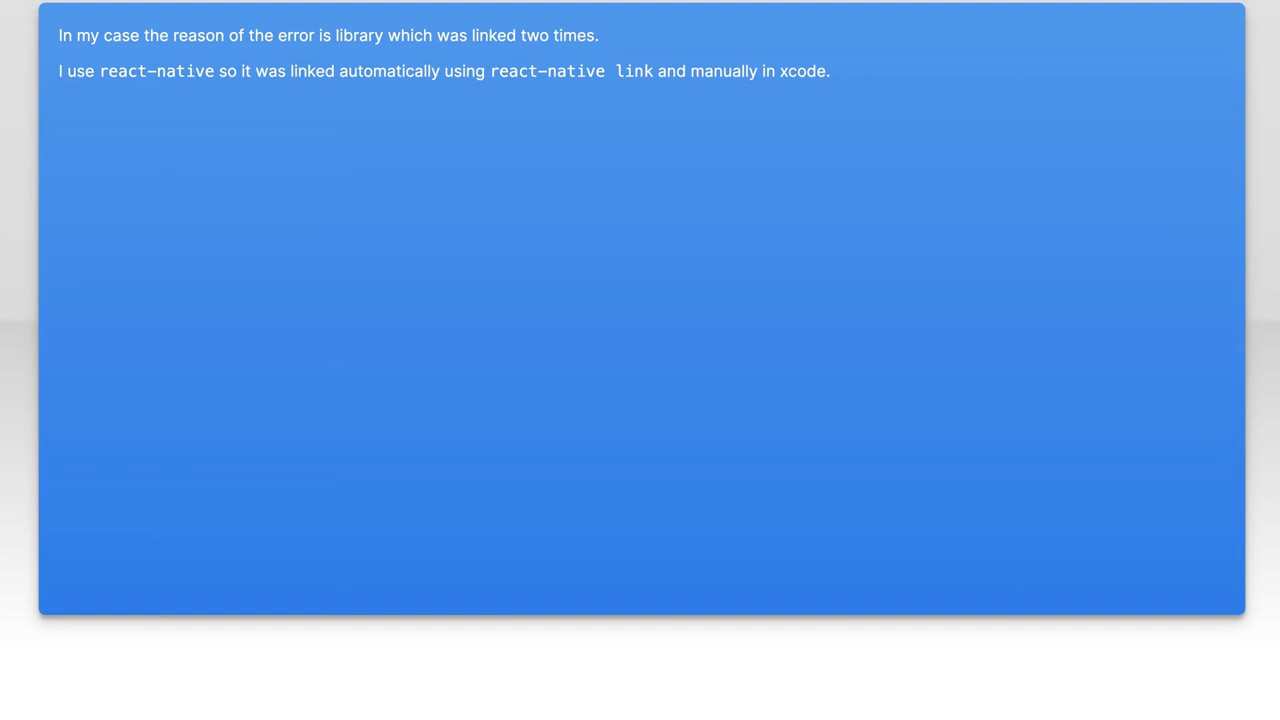 In my case the reason of the error is library which was linked two times.
I use react-native so it was linked automatically using react-native link and manually in xcode.